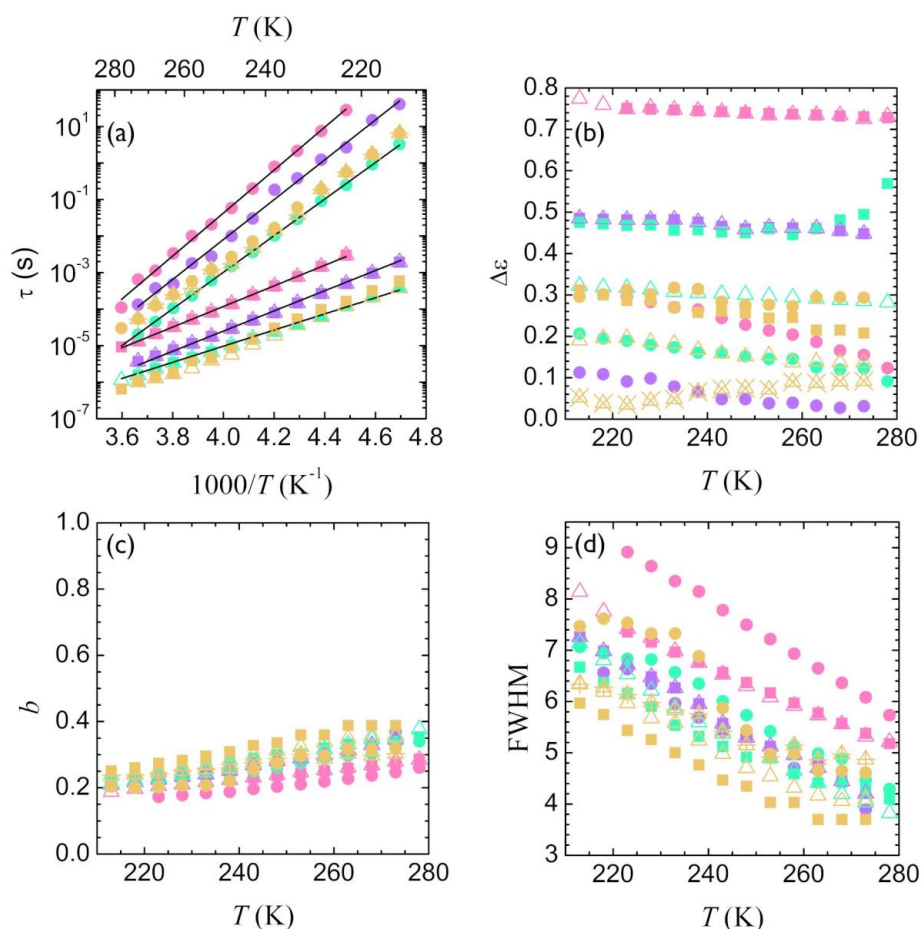 T (K)
280 260 240 220
(a)
10¹
10⁻¹
10⁻³
10⁻⁵
10⁻⁷
τ (s)
3.6 3.8 4.0 4.2 4.4 4.6 4.8
1000/T (K⁻¹)
(b)
0.8
0.7
0.6
0.5
0.4
0.3
0.2
0.1
0.0
Δε
220 240 260 280
T (K)
(c)
1.0
0.8
0.6
0.4
0.2
0.0
b
220 240 260 280
T (K)
(d)
9
8
7
6
5
4
3
FWHM
220 240 260 280
T (K)